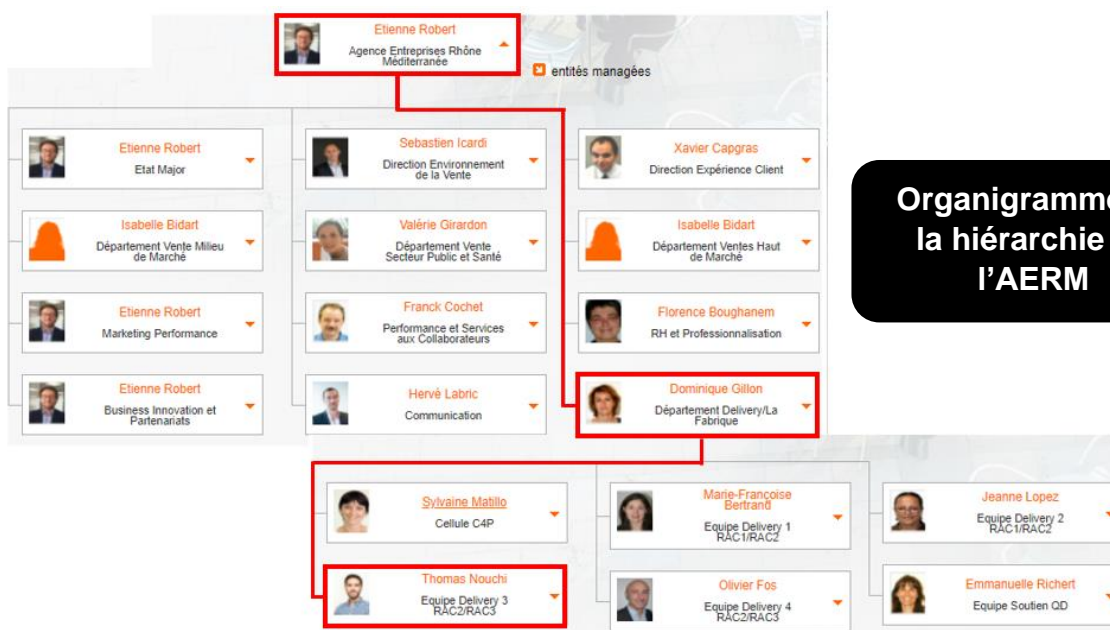 Etienne Robert
Agence Entreprises Rhône
Méditerranée
entités managées
Etienne Robert
Etat Major
Sebastien Icardi
Direction Environnement
de la Vente
Xavier Capgras
Direction Expérience Client
Isabelle Bidart
Département Vente Milieu
de Marché
Valérie Girardon
Département Vente
Secteur Public et Santé
Isabelle Bidart
Département Ventes Haut
de Marché
Etienne Robert
Marketing Performance
Franck Cochet
Performance et Services
aux Collaborateurs
Florence Boughanem
RH et Professionnalisation
Etienne Robert
Business Innovation et
Partenariats
Hervé Labric
Communication
Dominique Gillon
Département Delivery/La
Fabrique
Organigramme
la hiérarchie
l’AERM
Sylvaine Matillo
Cellule C4P
Marie-Françoise
Bertrand
Equipe Delivery 1
RAC1/RAC2
Jeanne Lopez
Equipe Delivery 2
RAC1/RAC2
Thomas Nouchi
Equipe Delivery 3
RAC2/RAC3
Olivier Fos
Equipe Delivery 4
RAC2/RAC3
Emmanuelle Richert
Equipe Soutien QD